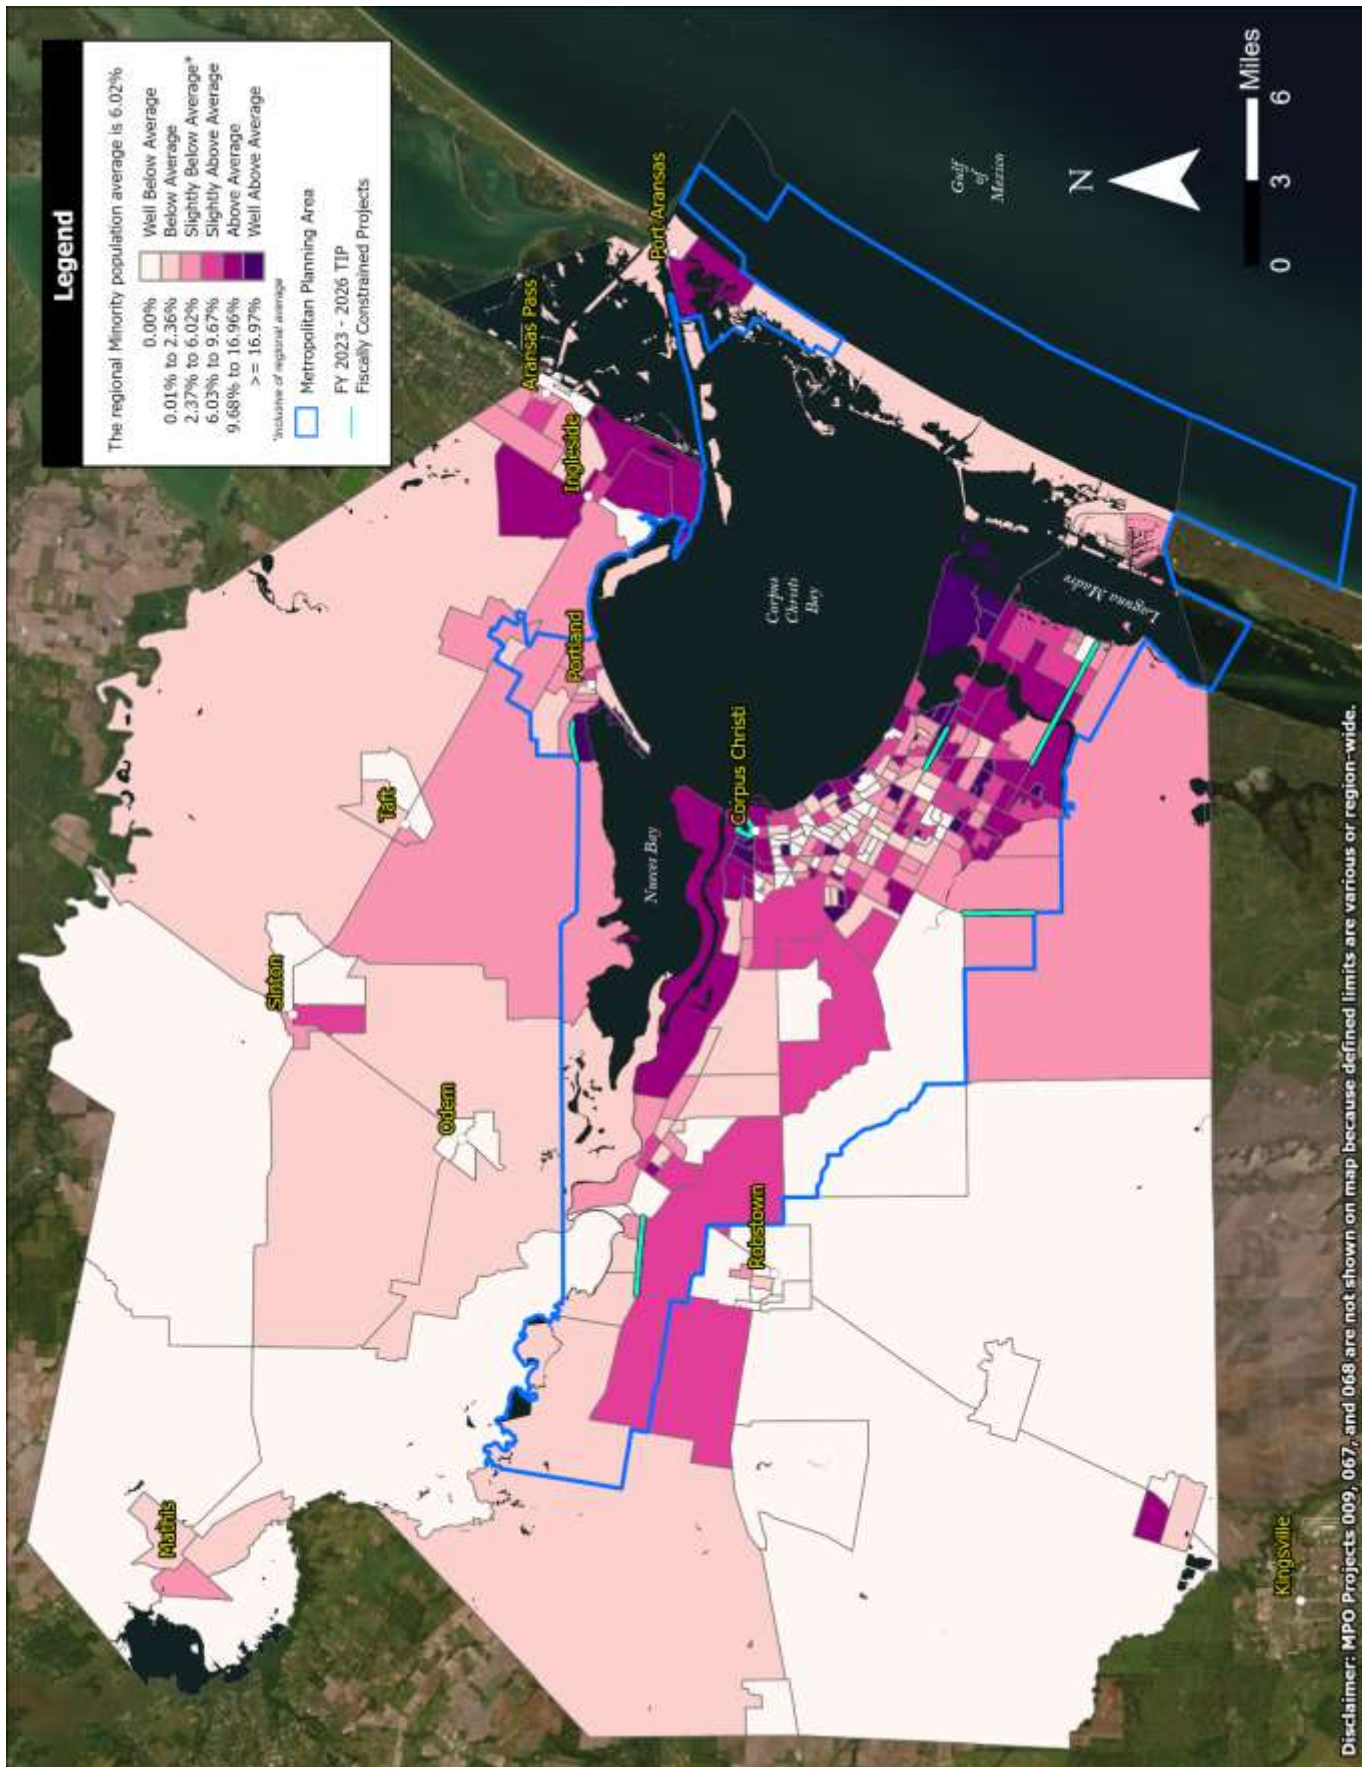 Legend
The regional Minority population average is 6.02%
0.00% Well Below Average
0.01% to 2.36% Below Average
2.37% to 6.02% Slightly Below Average*
6.03% to 9.67% Slightly Above Average
9.68% to 16.96% Above Average
>= 16.97% Well Above Average
*Inclusive of regional average
Metropolitan Planning Area
FY 2023 - 2026 TIP
Fiscally Constrained Projects
Mathis
Sinton
Taft
Odem
Aransas Pass
Ingleside
Portland
Port Aransas
Nueces Bay
Corpus Christi
Corpus
Christi
Bay
Robstown
Gulf
of
Mexico
Laguna Madre
Kingsville
N
0 3 6 Miles
Disclaimer: MPO Projects 009, 067, and 068 are not shown on map because defined limits are various or region-wide.